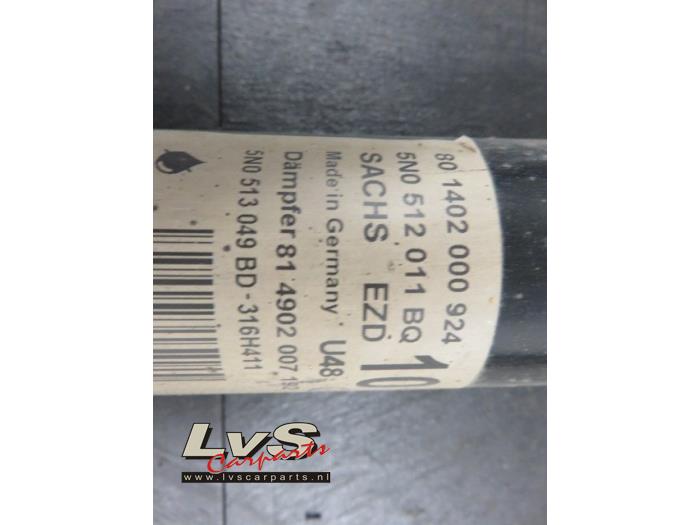 80 1402 000 924
5N0 512 011 BQ
SACHS EZD 10
Made in Germany U48
Dämpfer 81 4902 007 192
5N0 513 049 BD - 316H411
LvS
Carparts
www.lvscarparts.nl